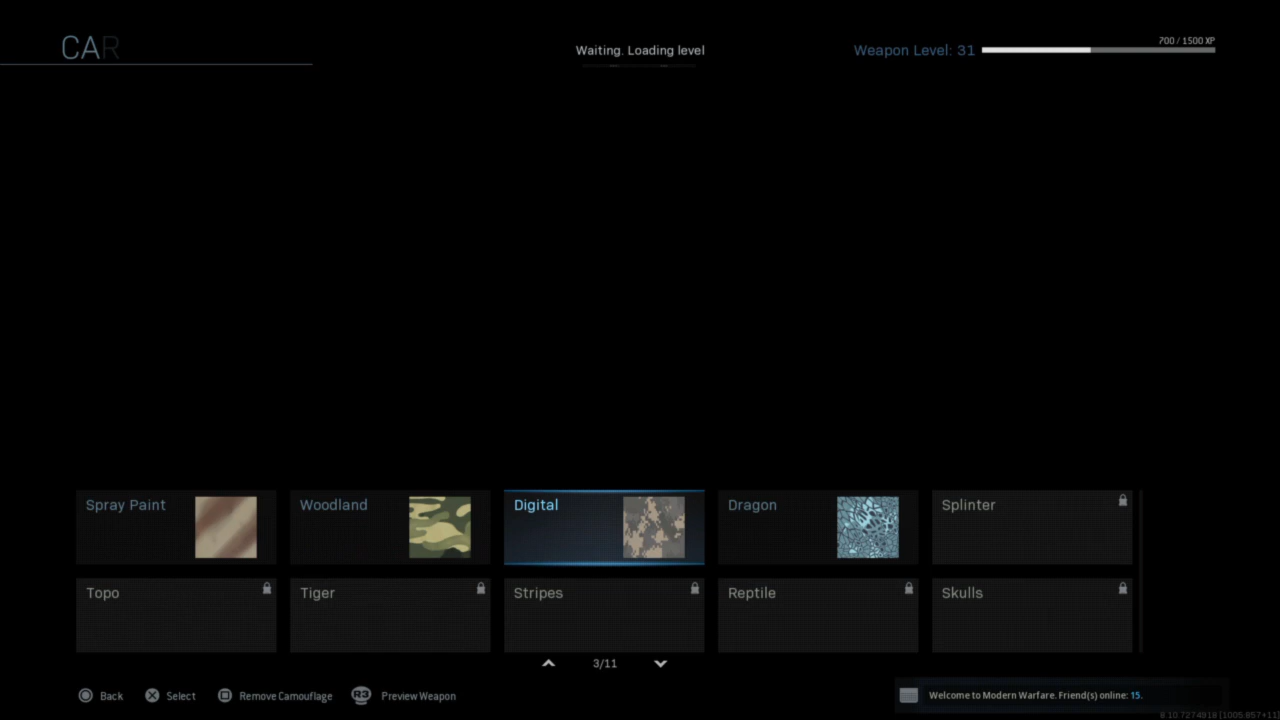 CAR
Waiting. Loading level
Weapon Level: 31
700 / 1500 XP
Spray Paint
Woodland
Digital
Dragon
Splinter
Topo
Tiger
Stripes
Reptile
Skulls
3/11
Back
Select
Remove Camouflage
R3 Preview Weapon
Welcome to Modern Warfare. Friend(s) online: 15.